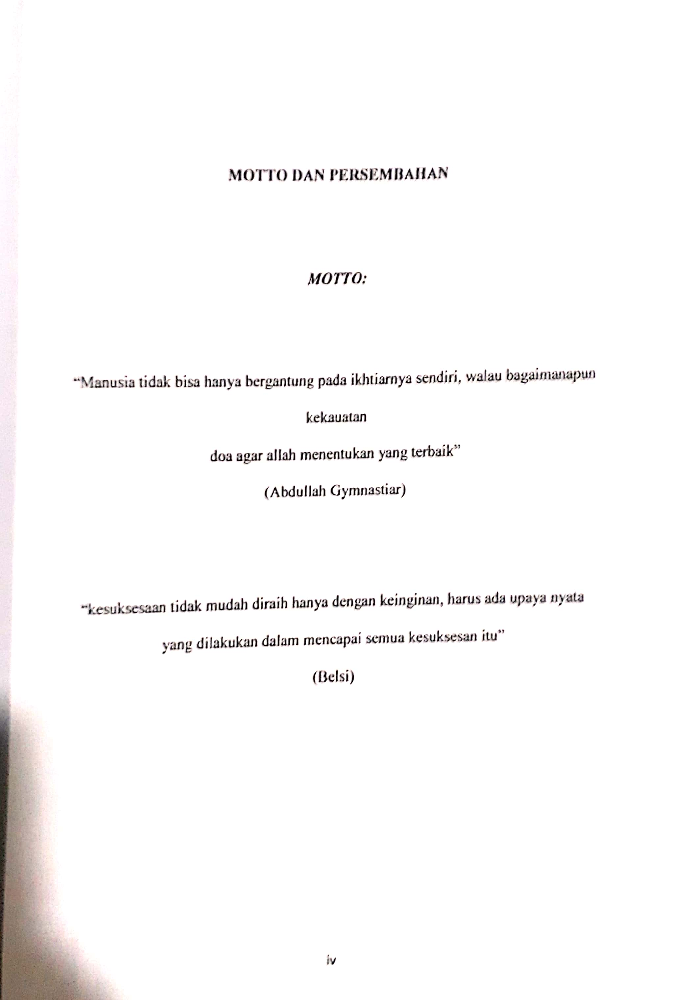 MOTTO DAN PERSEMBAHAN
MOTTO:
“Manusia tidak bisa hanya bergantung pada ikhtiarnya sendiri, walau bagaimanapun
kekauatan
doa agar allah menentukan yang terbaik”
(Abdullah Gymnastiar)
“kesuksesaan tidak mudah diraih hanya dengan keinginan, harus ada upaya nyata
yang dilakukan dalam mencapai semua kesuksesan itu”
(Belsi)
iv